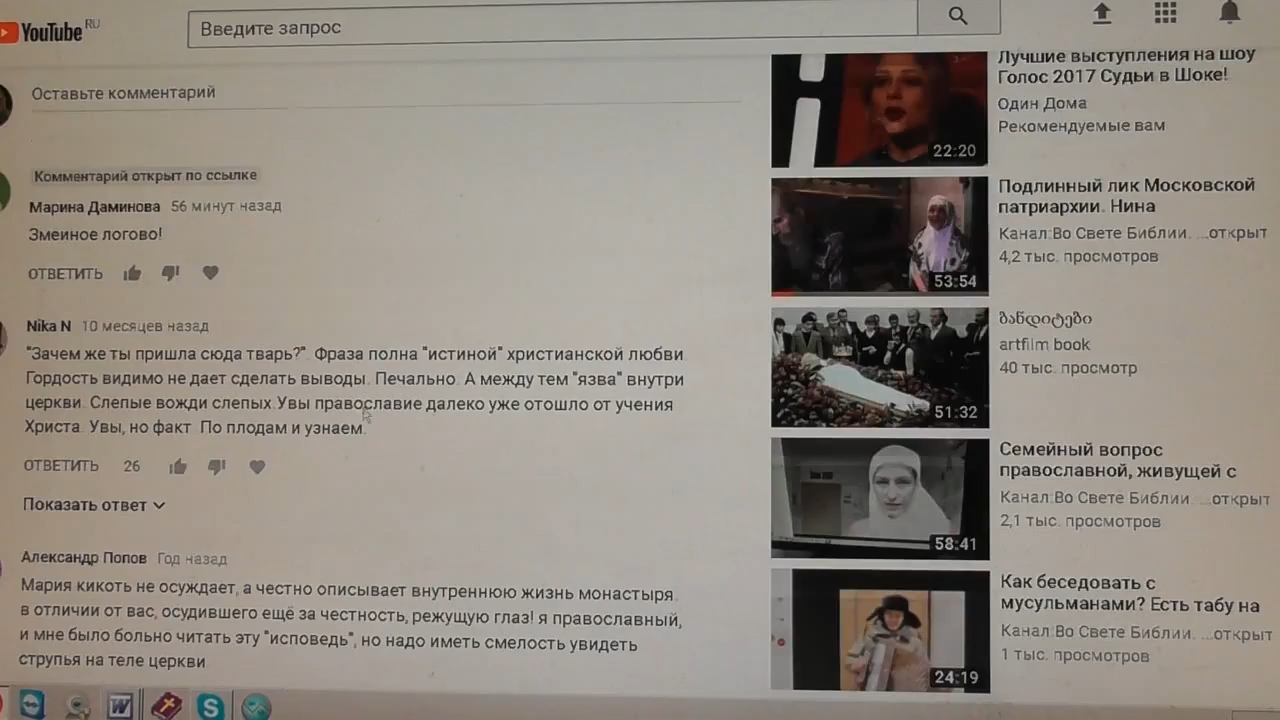 YouTube RU
Введите запрос
Оставьте комментарий
Комментарий открыт по ссылке
Марина Даминова 56 минут назад
Змеиное логово!
ОТВЕТИТЬ
Nika N 10 месяцев назад
"Зачем же ты пришла сюда тварь?". Фраза полна "истиной" христианской любви
Гордость видимо не дает сделать выводы. Печально. А между тем "язва" внутри
церкви. Слепые вожди слепых.Увы православие далеко уже отошло от учения
Христа. Увы, но факт. По плодам и узнаем.
ОТВЕТИТЬ 26
Показать ответ
Александр Попов Год назад
Мария кикоть не осуждает, а честно описывает внутреннюю жизнь монастыря.
в отличии от вас, осудившего ещё за честность, режущую глаз! я православный,
и мне было больно читать эту "исповедь", но надо иметь смелость увидеть
струпья на теле церкви
22:20
Лучшие выступления на шоу
Голос 2017 Судьи в Шоке!
Один Дома
Рекомендуемые вам
53:54
Подлинный лик Московской
патриархии. Нина
Канал:Во Свете Библии. ...открыт
4,2 тыс. просмотров
51:32
ბანდიტები
artfilm book
40 тыс. просмотр
58:41
Семейный вопрос
православной, живущей с
Канал:Во Свете Библии. ...открыт
2,1 тыс. просмотров
24:19
Как беседовать с
мусульманами? Есть табу на
Канал:Во Свете Библии. ...открыт
1 тыс. просмотров